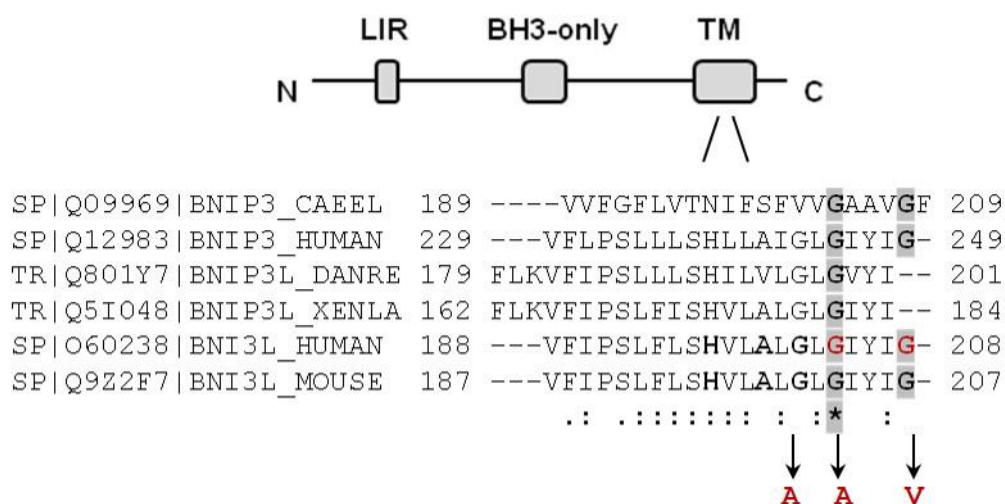 LIR BH3-only TM
N C
SP|Q09969|BNIP3_CAEEL 189 ----VVFGFLVTNIFSFVVGAAVGF 209
SP|Q12983|BNIP3_HUMAN 229 ---VFLPSLLLSHLLAIGLGIYIG- 249
TR|Q801Y7|BNIP3L_DANRE 179 FLKVFIPSLLLSHILVLGLGVYI-- 201
TR|Q5I048|BNIP3L_XENLA 162 FLKVFIPSLFISHVLALGLGIYI-- 184
SP|O60238|BNI3L_HUMAN 188 ---VFIPSLFLSHVLALGLGIYIG- 208
SP|Q9Z2F7|BNI3L_MOUSE 187 ---VFIPSLFLSHVLALGLGIYIG- 207
.: .::::::: : :* :
A A V